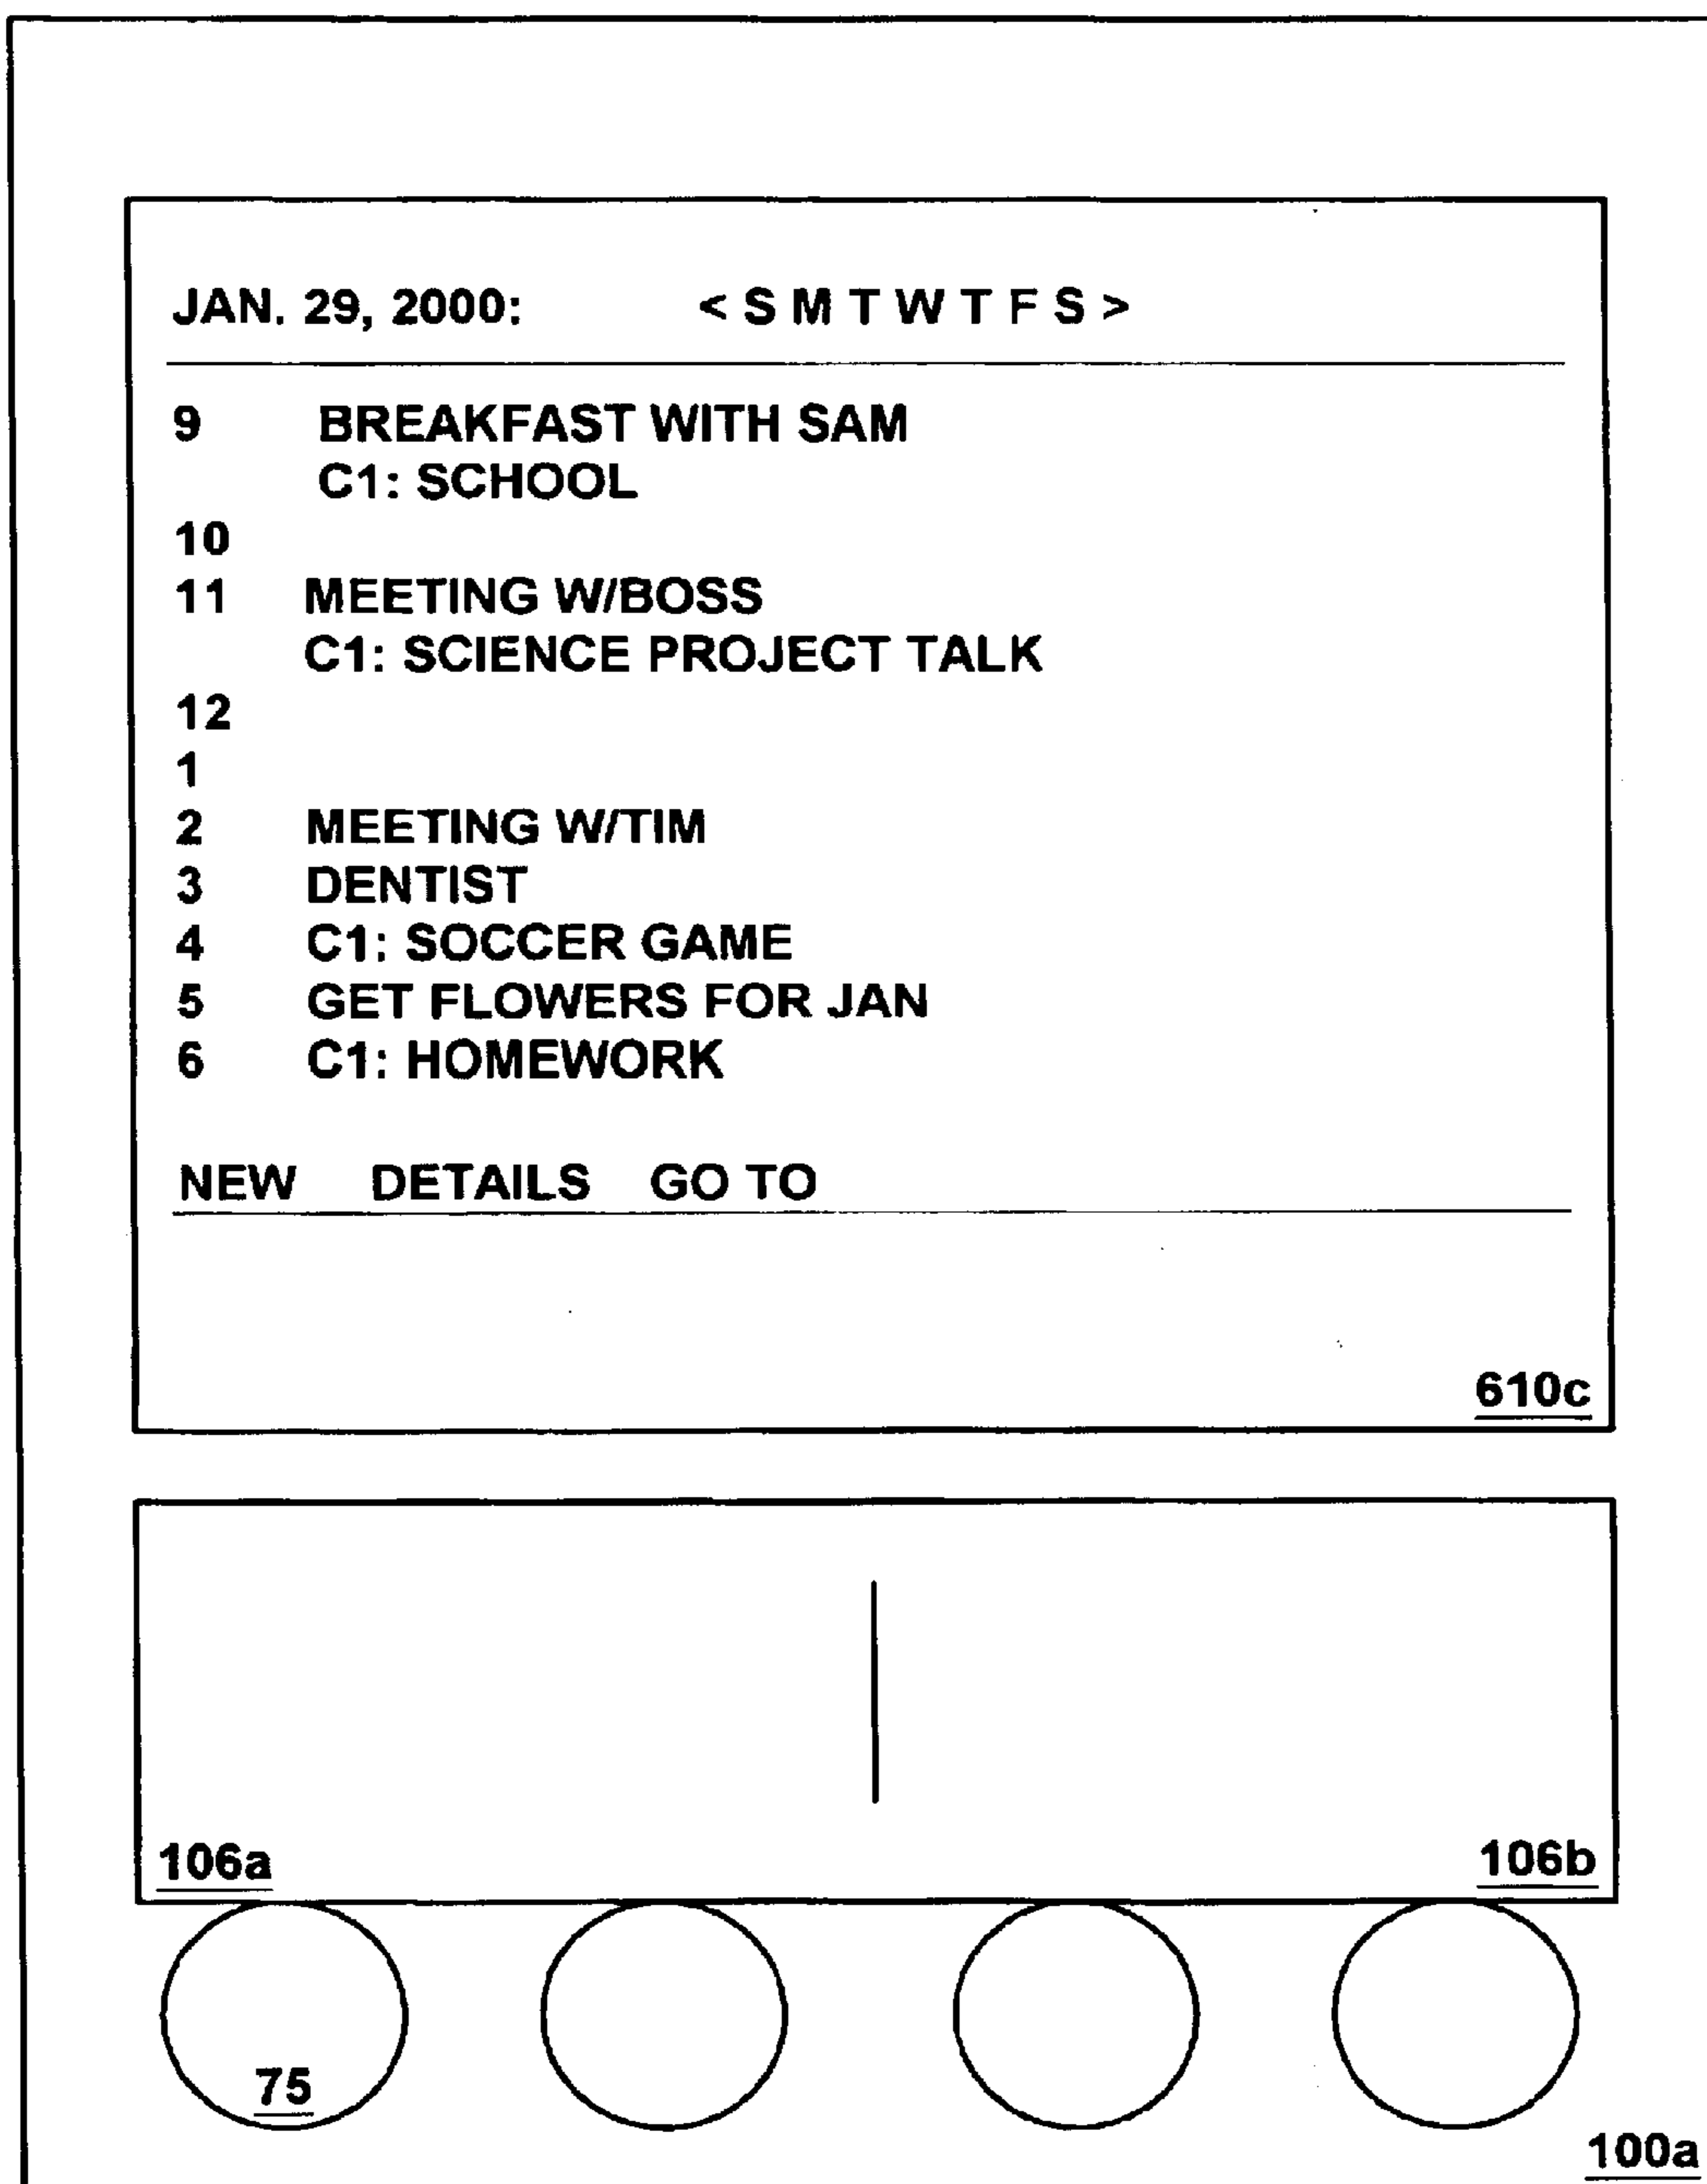 JAN. 29, 2000: < S M T W T F S >
9 BREAKFAST WITH SAM
C1: SCHOOL
10
11 MEETING W/BOSS
C1: SCIENCE PROJECT TALK
12
1
2 MEETING W/TIM
3 DENTIST
4 C1: SOCCER GAME
5 GET FLOWERS FOR JAN
6 C1: HOMEWORK
NEW DETAILS GO TO
610c
106a 106b
75
100a